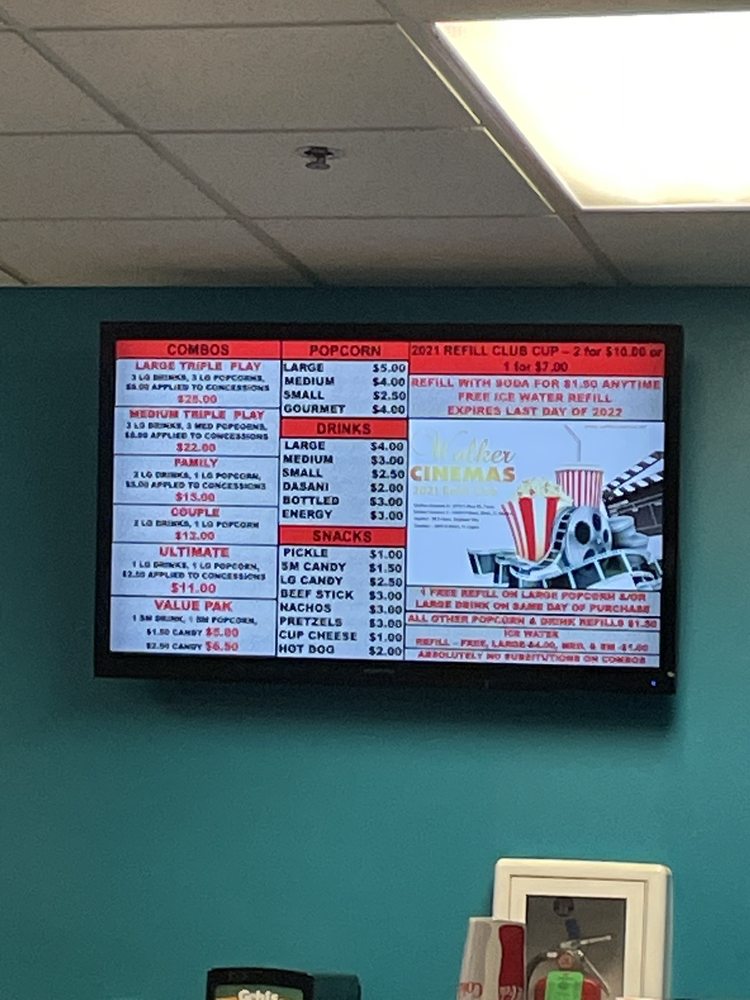 COMBOS
LARGE TRIPLE PLAY
3 LG DRINKS, 3 LG POPCORNS,
APPLIED TO CONCESSIONS
MEDIUM TRIPLE PLAY
3 LG DRINKS, 3 MED POPCORNS,
APPLIED TO CONCESSIONS
$22.00
FAMILY
2 LG DRINKS, 1 LG POPCORN,
$5.00 APPLIED TO CONCESSIONS
$15.00
COUPLE
2 LG DRINKS, 1 LG POPCORN
$12.00
ULTIMATE
1 LG DRINKS, 1 LG POPCORN,
$2.50 APPLIED TO CONCESSIONS
$11.00
VALUE PAK
1 SM DRINK, 1 SM POPCORN,
$1.50 CANDY $5.00
$2.50 CANDY $6.50
POPCORN
LARGE $5.00
MEDIUM $4.00
SMALL $2.50
GOURMET $4.00
DRINKS
LARGE $4.00
MEDIUM $3.00
SMALL $2.50
DASANI $2.00
BOTTLED $3.00
ENERGY $3.00
SNACKS
PICKLE $1.00
SM CANDY $1.50
LG CANDY $2.50
BEEF STICK $3.00
NACHOS $3.00
PRETZELS $3.00
CUP CHEESE $1.00
HOT DOG $2.00
2021 REFILL CLUB CUP – 2 for $10.00 or
1 for $7.00
REFILL WITH SODA FOR $1.50 ANYTIME
FREE ICE WATER REFILL
EXPIRES LAST DAY OF 2022
Walker
CINEMAS
2021
1 FREE REFILL ON LARGE POPCORN &/OR
LARGE DRINK ON SAME DAY OF PURCHASE
ALL OTHER POPCORN & DRINK REFILLS $1.50
ICE WATER
REFILL - FREE, LARGE MED. & SM -$1.00
ABSOLUTELY NO SUBSTITUTIONS ON COMBOS